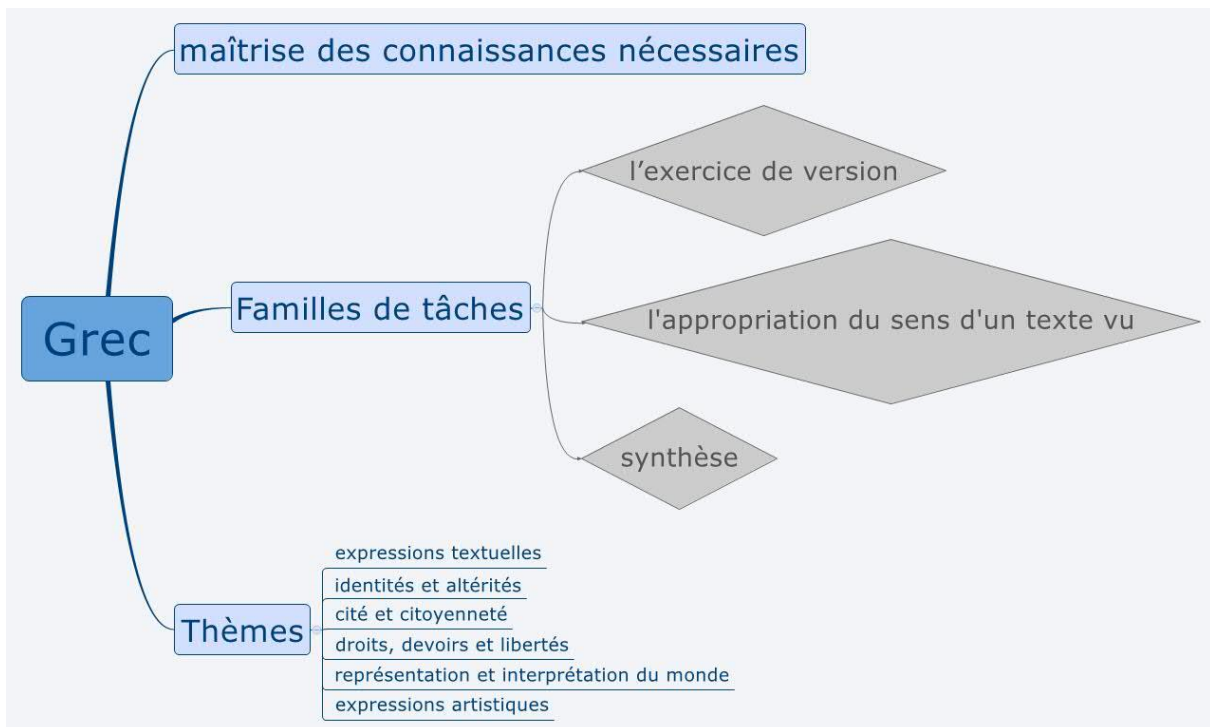 maîtrise des connaissances nécessaires
l’exercice de version
Familles de tâches
l'appropriation du sens d'un texte vu
Grec
synthèse
expressions textuelles
identités et altérités
cité et citoyenneté
Thèmes
droits, devoirs et libertés
représentation et interprétation du monde
expressions artistiques